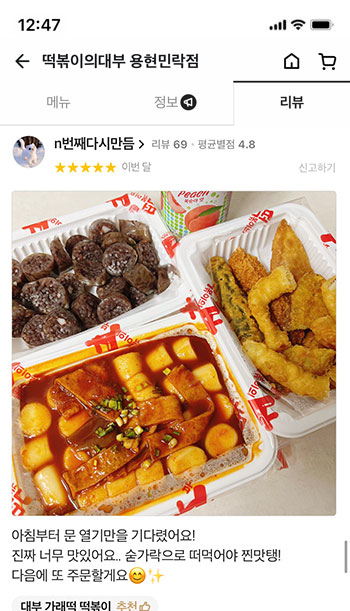 12:47
떡볶이의대부 용현민락점
메뉴
정보
리뷰
n번째다시만듬
리뷰 69 · 평균별점 4.8
이번 달
신고하기
Peach
아침부터 문 열기만을 기다렸어요!
진짜 너무 맛있어요.. 숟가락으로 떠먹어야 찐맛탱!
다음에 또 주문할게요😊✨
대부 가래떡 떡볶이 추천